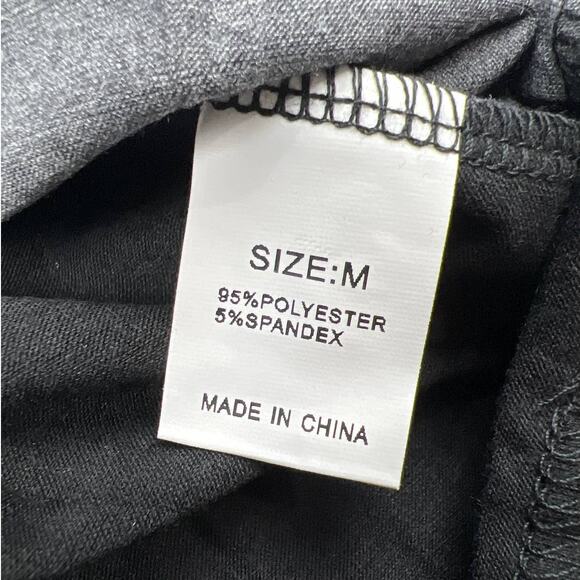 SIZE:M
95%POLYESTER
5%SPANDEX
MADE IN CHINA